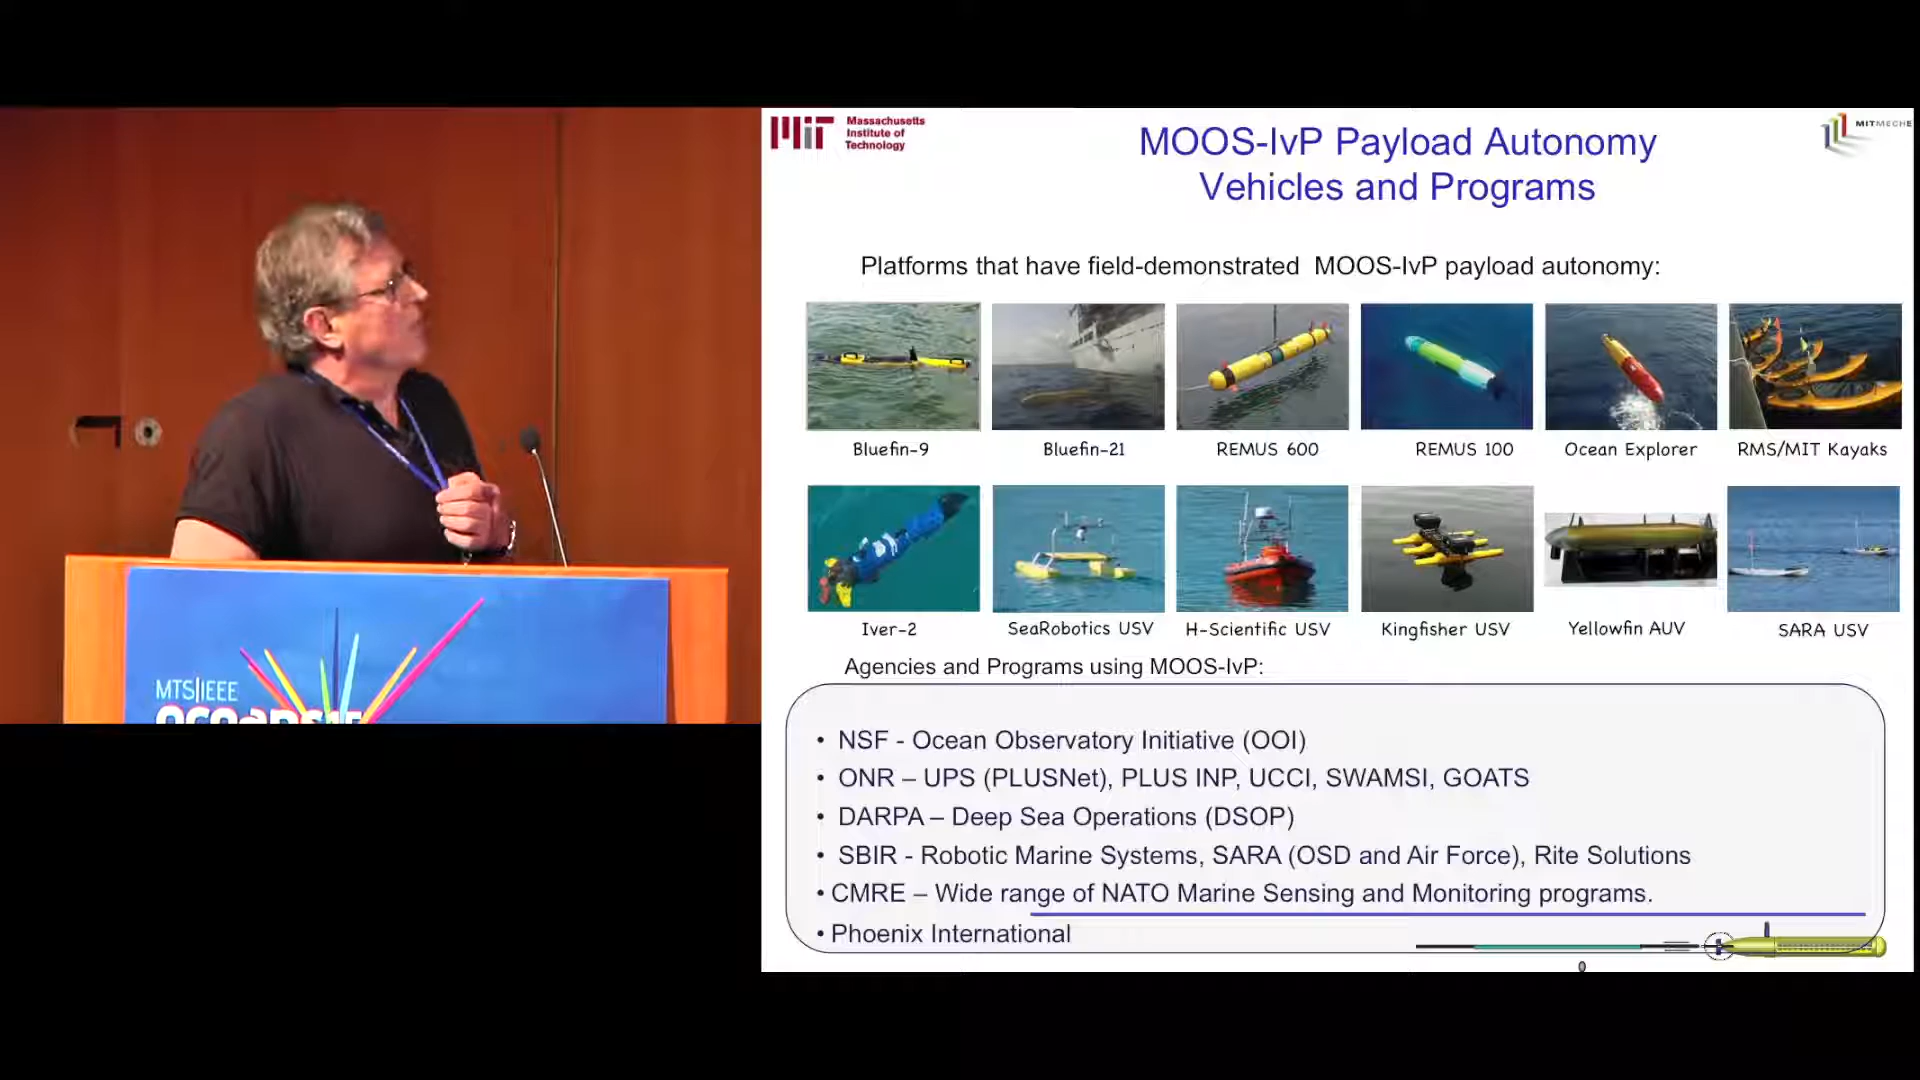 MTS|IEEE
oceans
Massachusetts
Institute of
Technology
MITMECHE
MOOS-IvP Payload Autonomy
Vehicles and Programs
Platforms that have field-demonstrated MOOS-IvP payload autonomy:
Bluefin-9 Bluefin-21 REMUS 600 REMUS 100 Ocean Explorer RMS/MIT Kayaks
Iver-2 SeaRobotics USV H-Scientific USV Kingfisher USV Yellowfin AUV SARA USV
Agencies and Programs using MOOS-IvP:
• NSF - Ocean Observatory Initiative (OOI)
• ONR – UPS (PLUSNet), PLUS INP, UCCI, SWAMSI, GOATS
• DARPA – Deep Sea Operations (DSOP)
• SBIR - Robotic Marine Systems, SARA (OSD and Air Force), Rite Solutions
• CMRE – Wide range of NATO Marine Sensing and Monitoring programs.
• Phoenix International